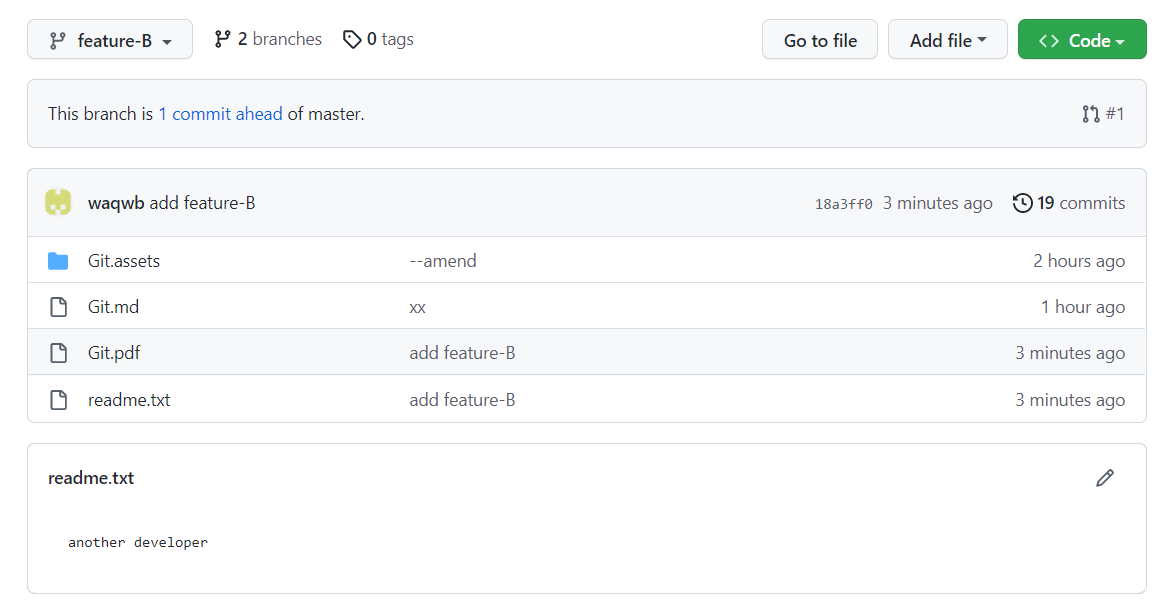 feature-B 2 branches 0 tags Go to file Add file Code
This branch is 1 commit ahead of master. #1
waqwb add feature-B 18a3ff0 3 minutes ago 19 commits
Git.assets --amend 2 hours ago
Git.md xx 1 hour ago
Git.pdf add feature-B 3 minutes ago
readme.txt add feature-B 3 minutes ago
readme.txt
another developer